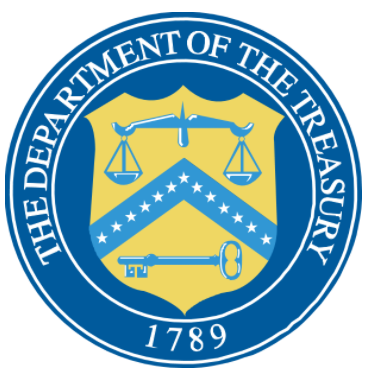 THE DEPARTMENT OF THE TREASURY
1789